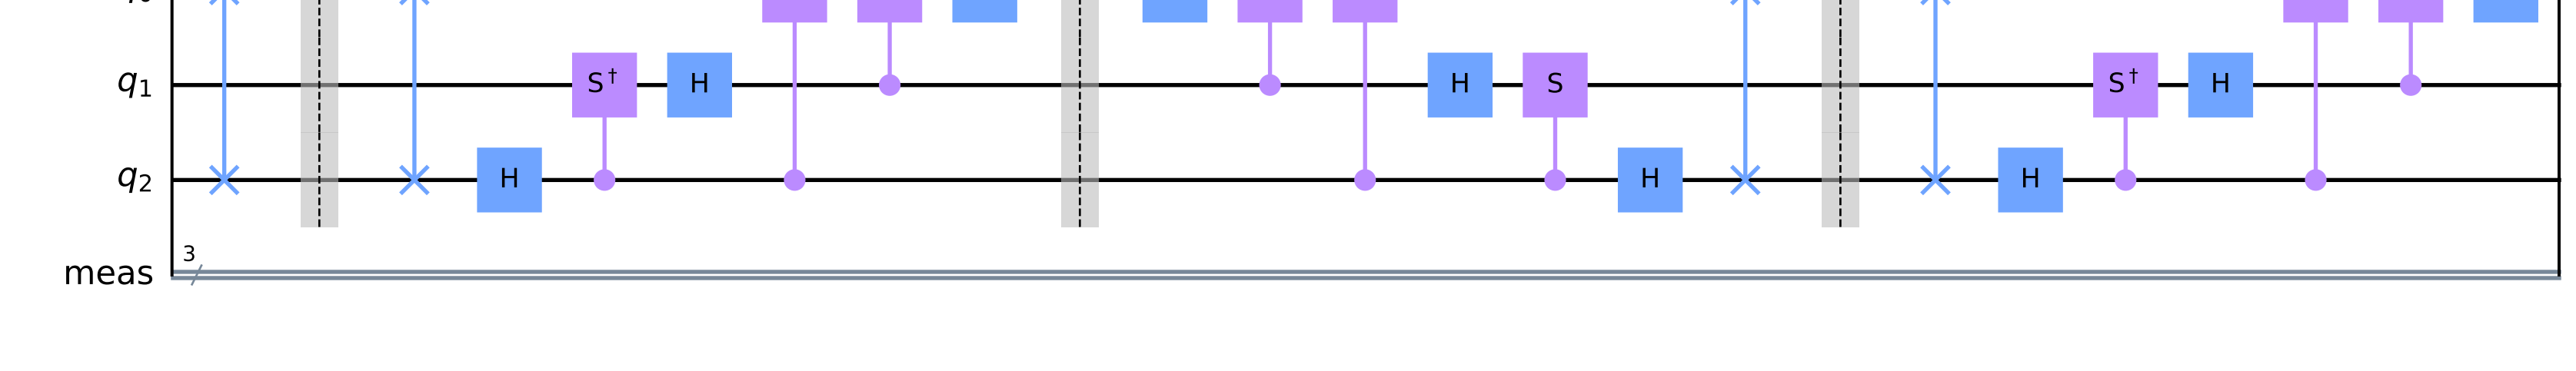 q₁ S† H H S S† H
q₂ H H H
3
meas